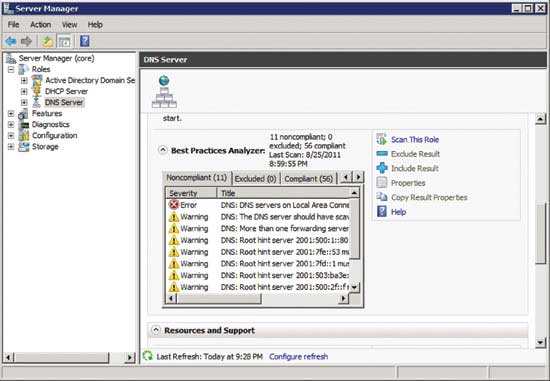 Server Manager
File Action View Help
Server Manager (core)
Roles
Active Directory Domain Se
DHCP Server
DNS Server
Features
Diagnostics
Configuration
Storage
DNS Server
start.
Best Practices Analyzer:
11 noncompliant; 0
excluded; 56 compliant
Last Scan: 8/25/2011
8:59:55 PM
Noncompliant (11) Excluded (0) Compliant (56)
Severity Title
Error DNS: DNS servers on Local Area Conne
Warning DNS: The DNS server should have scav
Warning DNS: More than one forwarding server
Warning DNS: Root hint server 2001:500:1::80
Warning DNS: Root hint server 2001:7fe::53 mu
Warning DNS: Root hint server 2001:7fd::1 mus
Warning DNS: Root hint server 2001:503:ba3e:
Warning DNS: Root hint server 2001:500:2f::f m
Scan This Role
Exclude Result
Include Result
Properties
Copy Result Properties
Help
Resources and Support
Last Refresh: Today at 9:28 PM Configure refresh